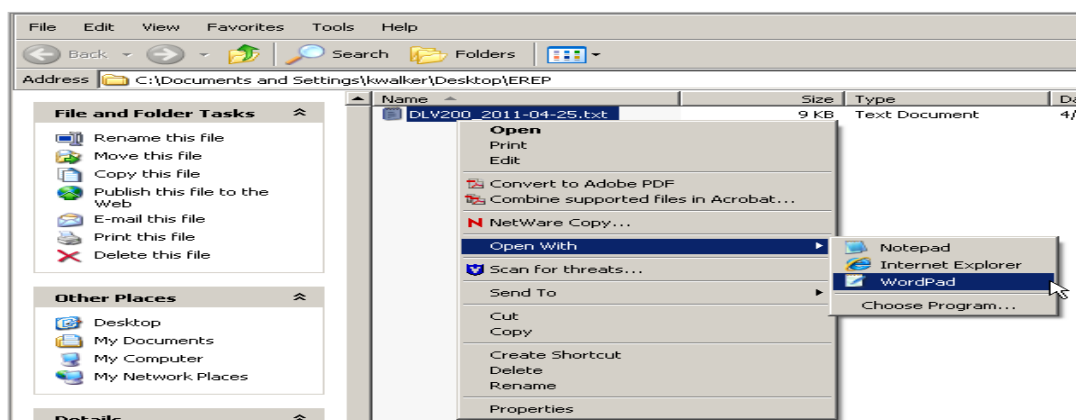 File Edit View Favorites Tools Help
Back Search Folders
Address C:\Documents and Settings\kwalker\Desktop\EREP
Name Size Type
File and Folder Tasks
Rename this file
Move this file
Copy this file
Publish this file to the
Web
E-mail this file
Print this file
Delete this file
Other Places
Desktop
My Documents
My Computer
My Network Places
Details
DLV200_2011-04-25.txt 9 KB Text Document 4/
Open
Print
Edit
Convert to Adobe PDF
Combine supported files in Acrobat...
NetWare Copy...
Open With
Scan for threats...
Send To
Cut
Copy
Create Shortcut
Delete
Rename
Properties
Notepad
Internet Explorer
WordPad
Choose Program...